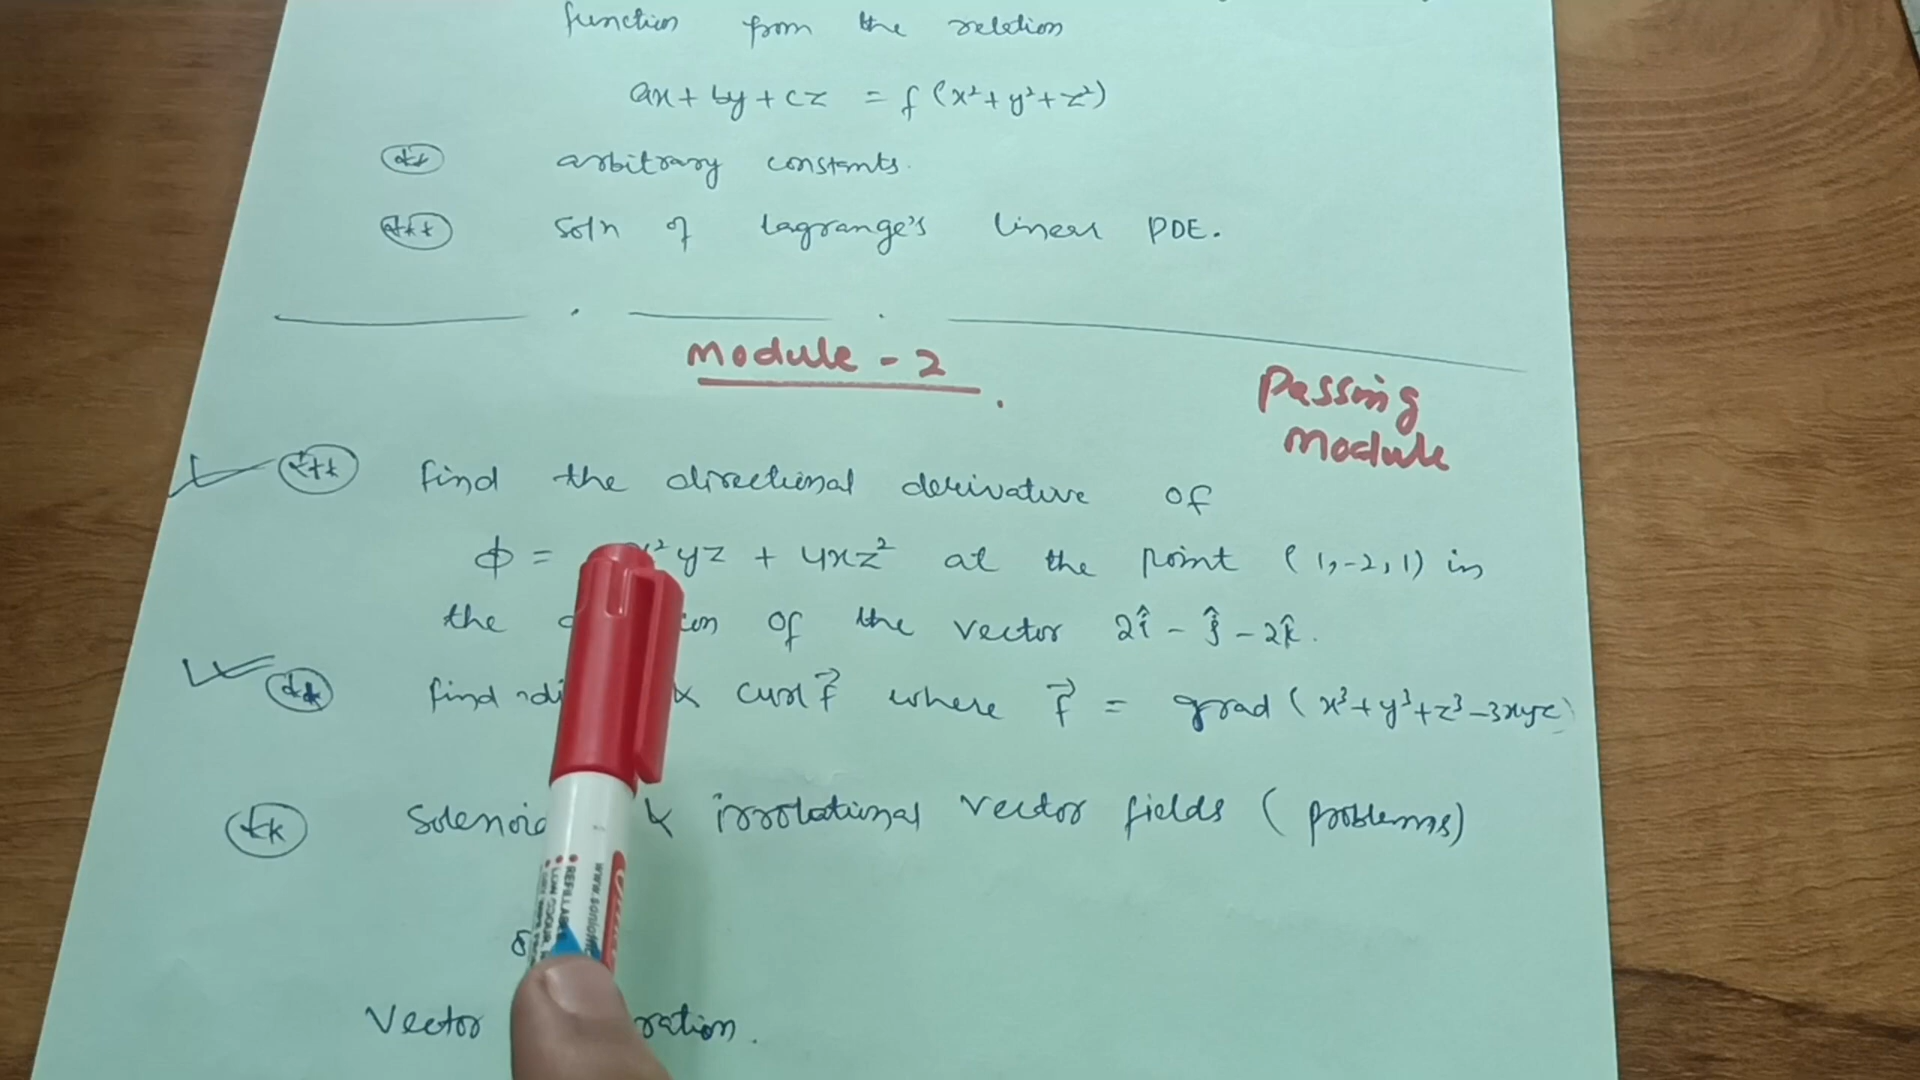 function from the relation
ax + by + cz = f (x² + y² + z²)
arbitrary constants.
soln of Lagrange's linear PDE.
Module - 2
Passing
Module
find the directional derivative of
ϕ = x²yz + 4xz² at the point (1,-2,1) in
the of the vector 2î - ĵ - 2k̂.
find & curl f⃗ where f⃗ = grad (x³+y³+z³-3xyz)
& irrotational vector fields (problems)
Vector
REFILLABLE